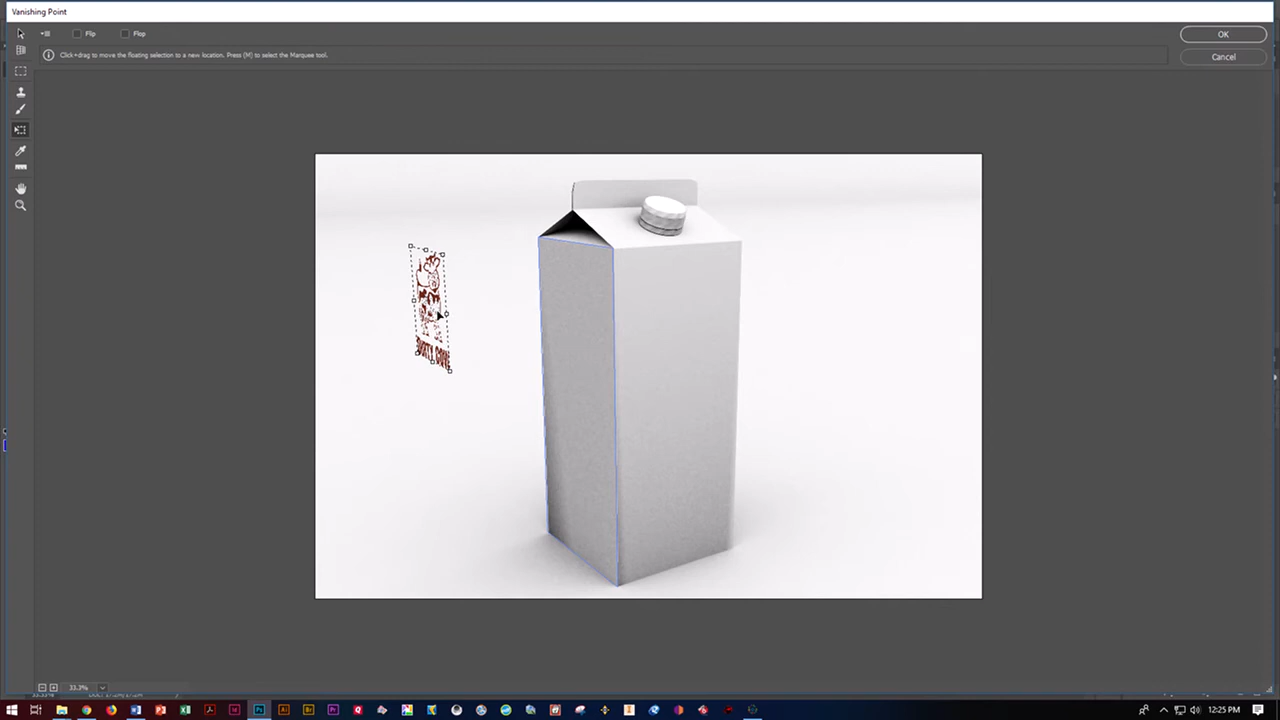 Vanishing Point
Flip
Flop
OK
Click+drag to move the floating selection to a new location. Press (M) to select the Marquee tool.
Cancel
33.3%
12:25 PM